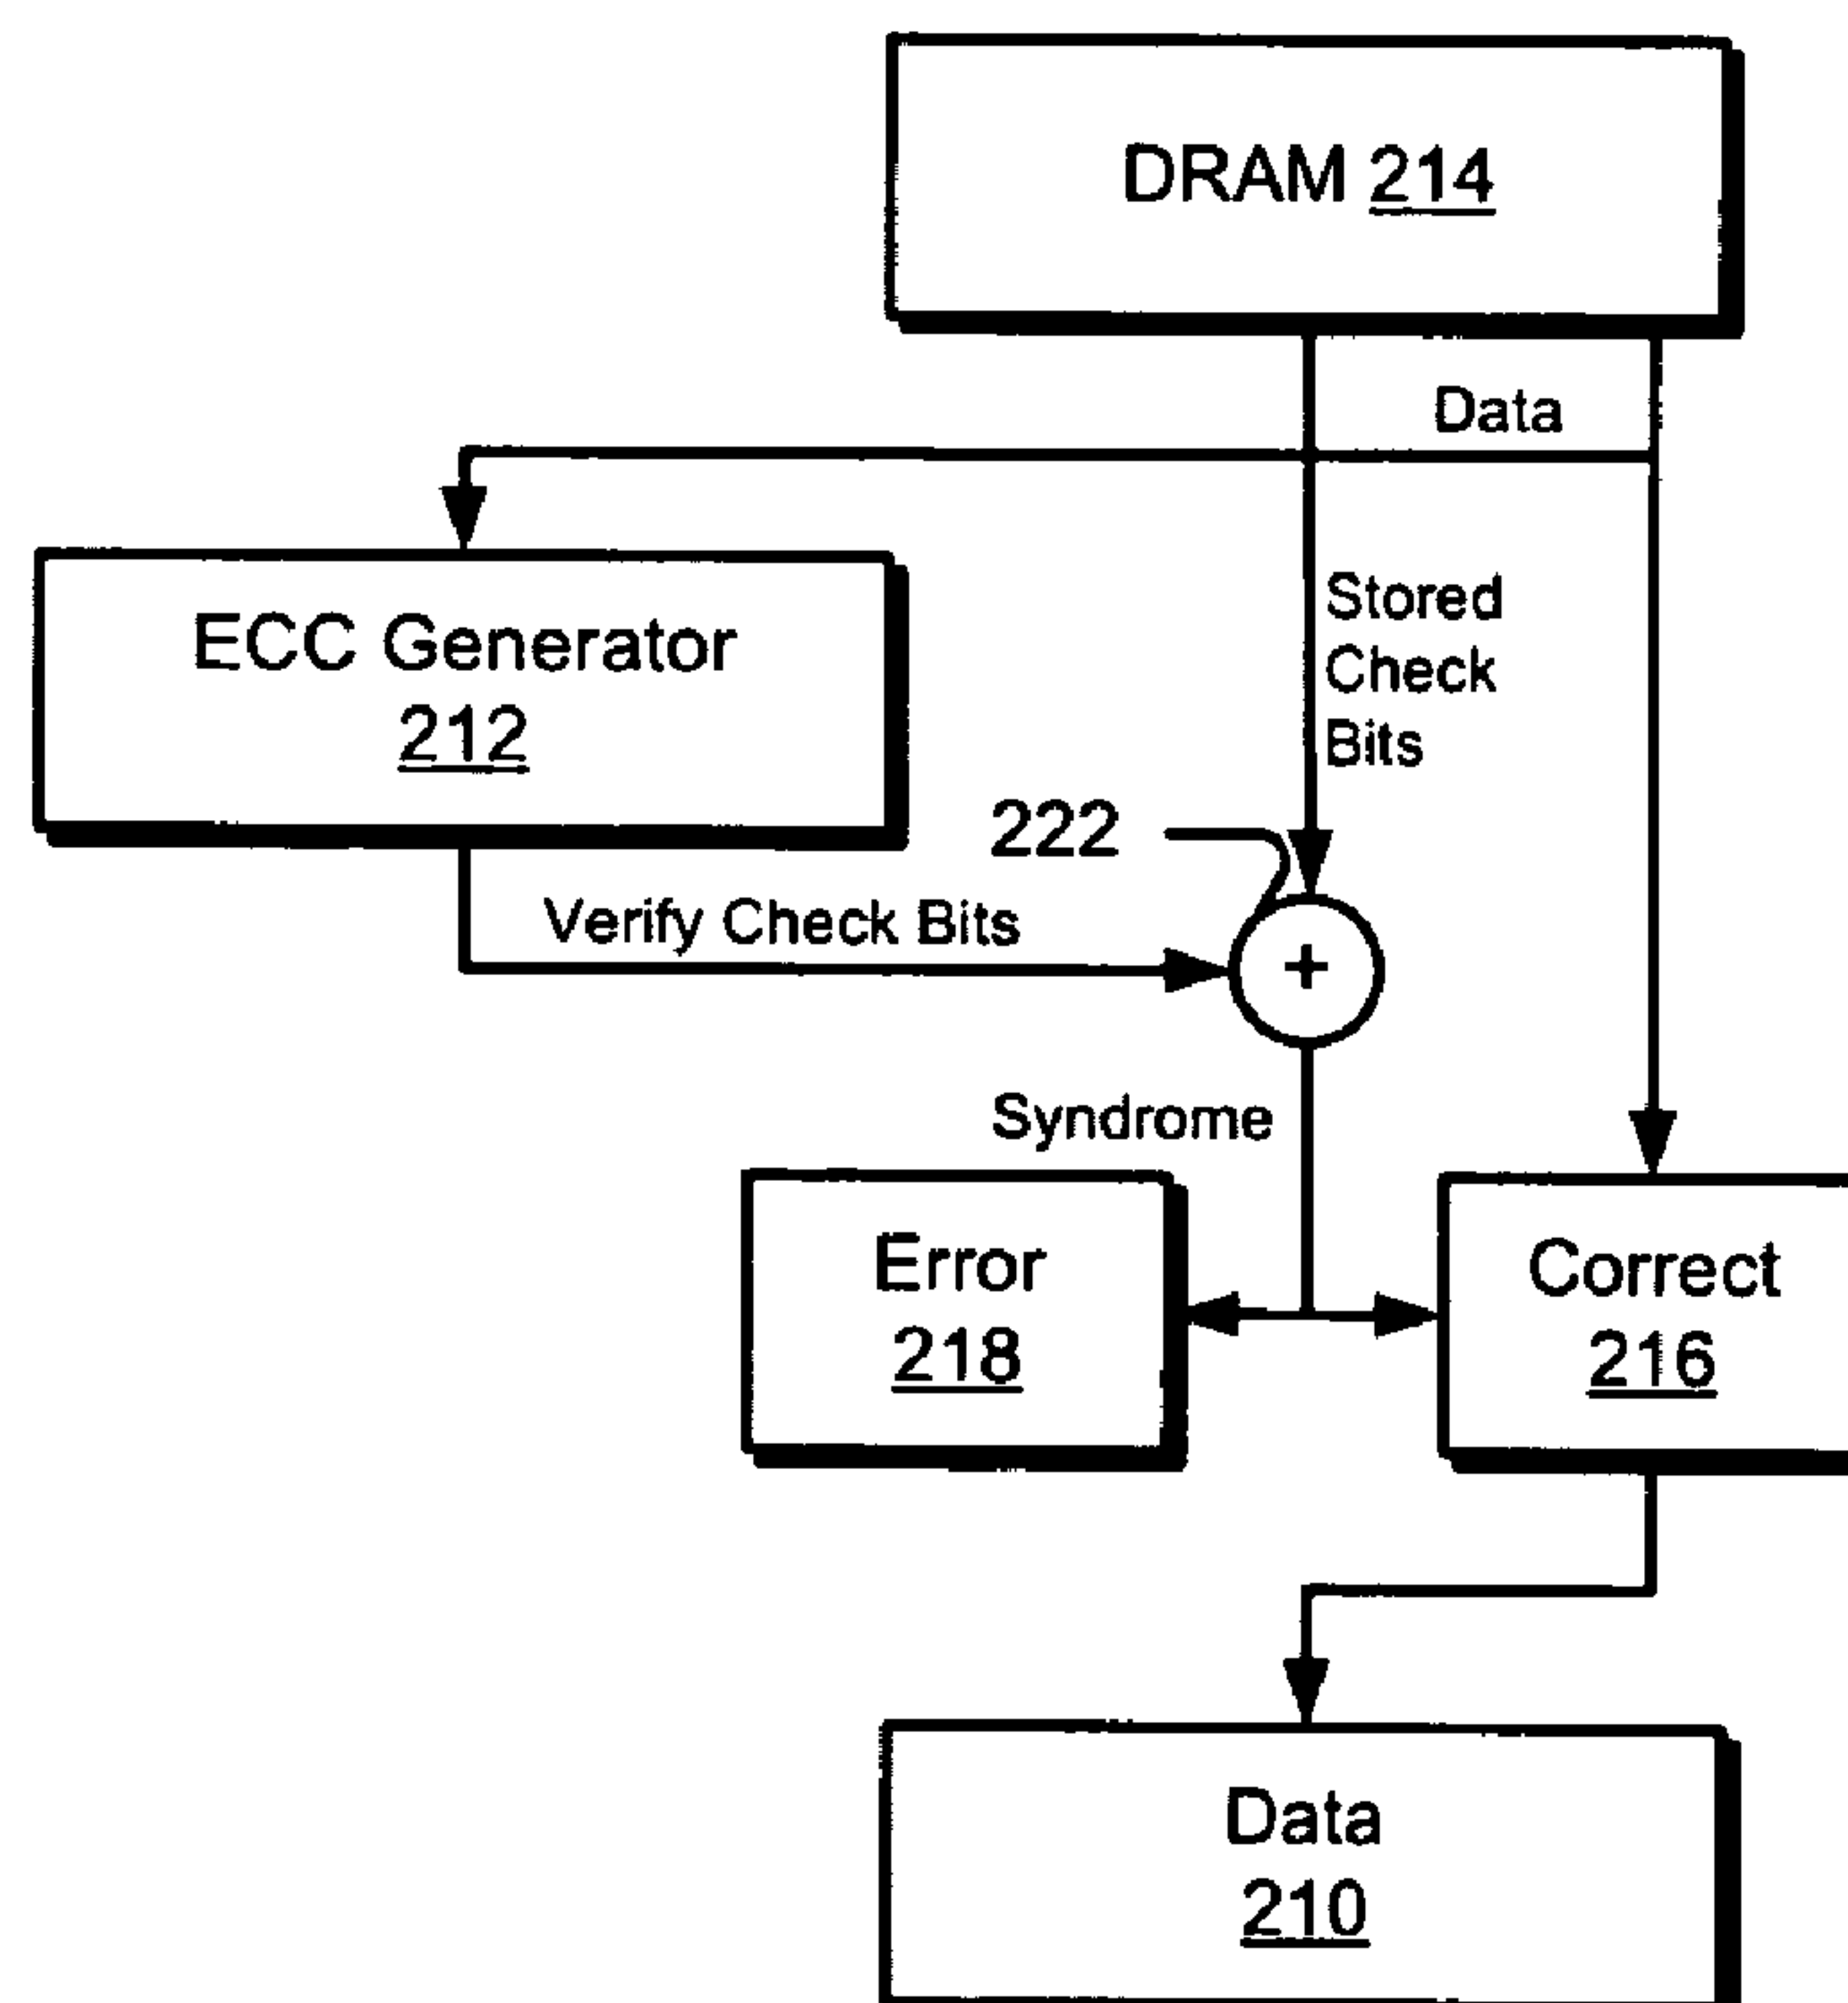 DRAM 214
Data
ECC Generator
212
Stored
Check
Bits
222
Verify Check Bits
+
Syndrome
Error
218
Correct
216
Data
210